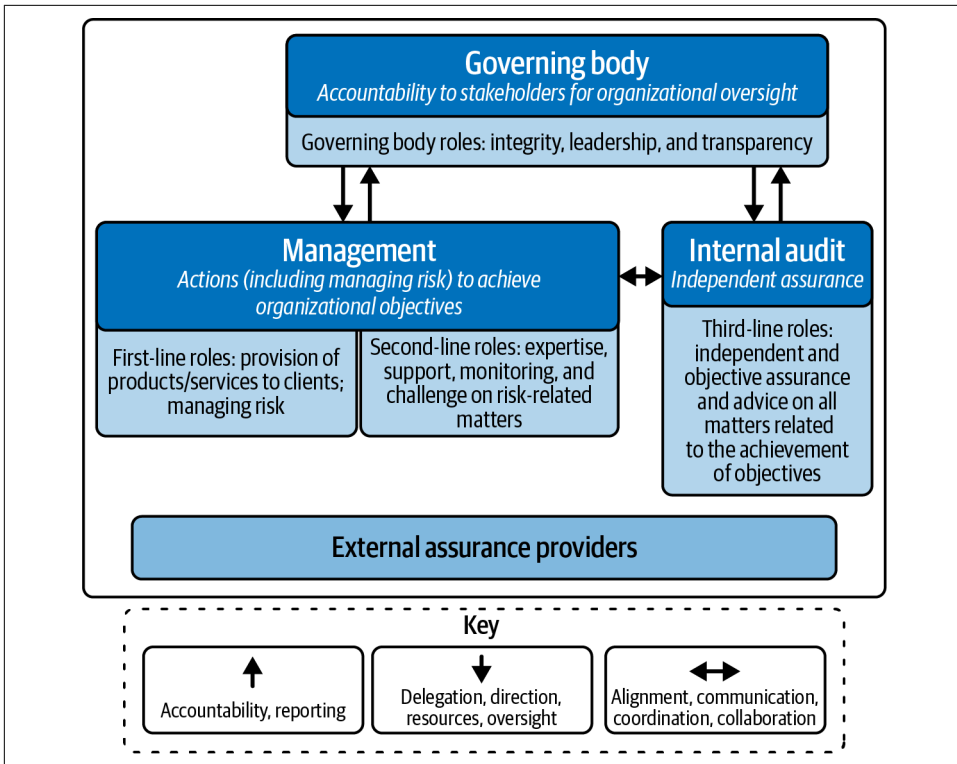 Governing body
Accountability to stakeholders for organizational oversight
Governing body roles: integrity, leadership, and transparency
Management
Actions (including managing risk) to achieve
organizational objectives
First-line roles: provision of
products/services to clients;
managing risk
Second-line roles: expertise,
support, monitoring, and
challenge on risk-related
matters
Internal audit
Independent assurance
Third-line roles:
independent and
objective assurance
and advice on all
matters related
to the achievement
of objectives
External assurance providers
Key
Accountability, reporting
Delegation, direction,
resources, oversight
Alignment, communication,
coordination, collaboration